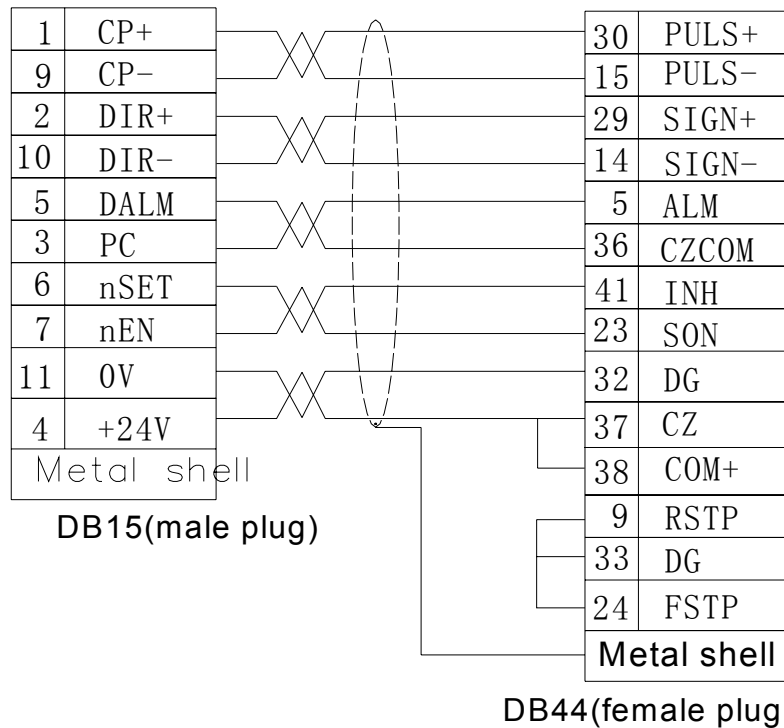 1 CP+
9 CP-
2 DIR+
10 DIR-
5 DALM
3 PC
6 nSET
7 nEN
11 0V
4 +24V
Metal shell
DB15(male plug)
30 PULS+
15 PULS-
29 SIGN+
14 SIGN-
5 ALM
36 CZCOM
41 INH
23 SON
32 DG
37 CZ
38 COM+
9 RSTP
33 DG
24 FSTP
Metal shell
DB44(female plug